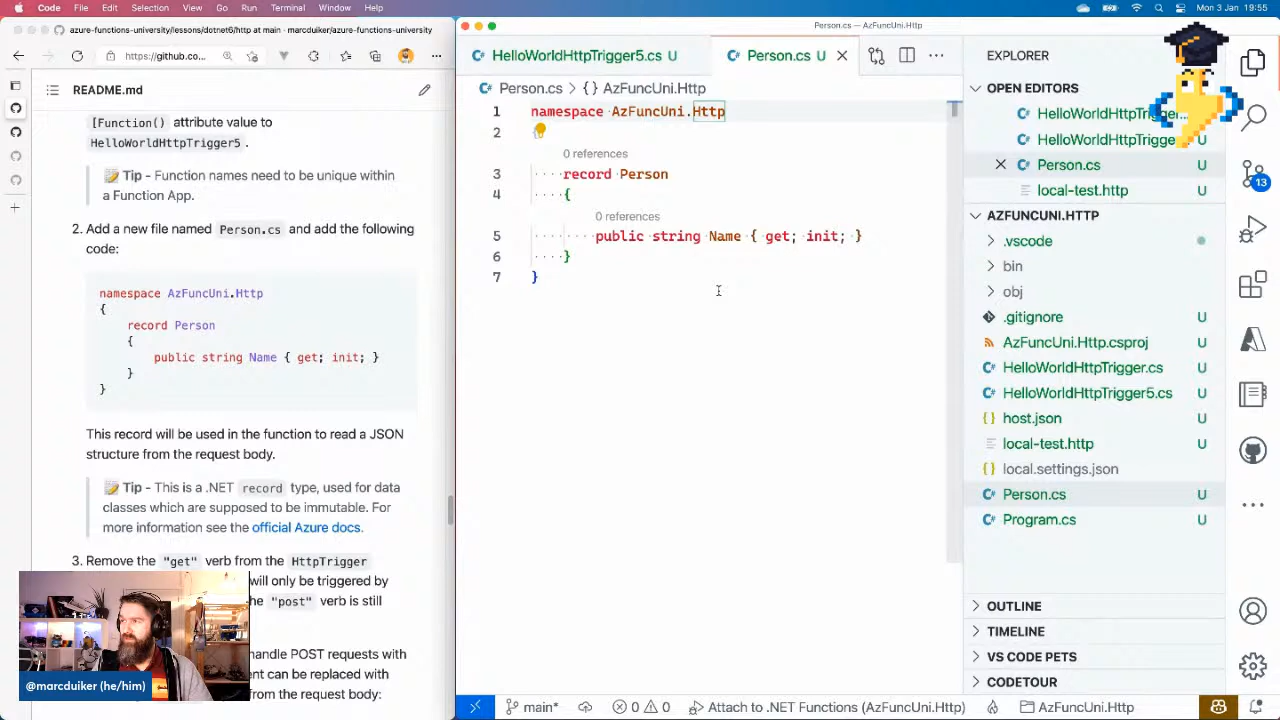 Code File Edit Selection View Go Run Terminal Window Help
Mon 9 May 19:55
azure-functions-university/lessons/dotnet6/http at main · marcduiker/azure-functions-university
https://github.co...
README.md
[Function() attribute value to
HelloWorldHttpTrigger5 .
📝 Tip - Function names need to be unique within
a Function App.
2. Add a new file named Person.cs and add the following
code:
namespace AzFuncUni.Http
{
record Person
{
public string Name { get; init; }
}
}
This record will be used in the function to read a JSON
structure from the request body.
📝 Tip - This is a .NET record type, used for data
classes which are supposed to be immutable. For
more information see the official Azure docs.
3. Remove the "get" verb from the HttpTrigger
will only be triggered by
he "post" verb is still
handle POST requests with
nt can be replaced with
from the request body:
@marcduiker (he/him)
Person.cs — AzFuncUni.Http
HelloWorldHttpTrigger5.cs U
Person.cs U
Person.cs > {} AzFuncUni.Http
1 namespace AzFuncUni.Http
2 {
0 references
3 record Person
4 {
0 references
5 public string Name { get; init; }
6 }
7 }
EXPLORER
OPEN EDITORS
HelloWorldHttpTrigger...
HelloWorldHttpTrigge...
Person.cs U
local-test.http U
AZFUNCUNI.HTTP
.vscode
bin
obj
.gitignore U
AzFuncUni.Http.csproj U
HelloWorldHttpTrigger.cs U
HelloWorldHttpTrigger5.cs U
host.json U
local-test.http U
local.settings.json
Person.cs U
Program.cs U
OUTLINE
TIMELINE
VS CODE PETS
CODETOUR
13
main* 0 0 Attach to .NET Functions (AzFuncUni.Http) AzFuncUni.Http